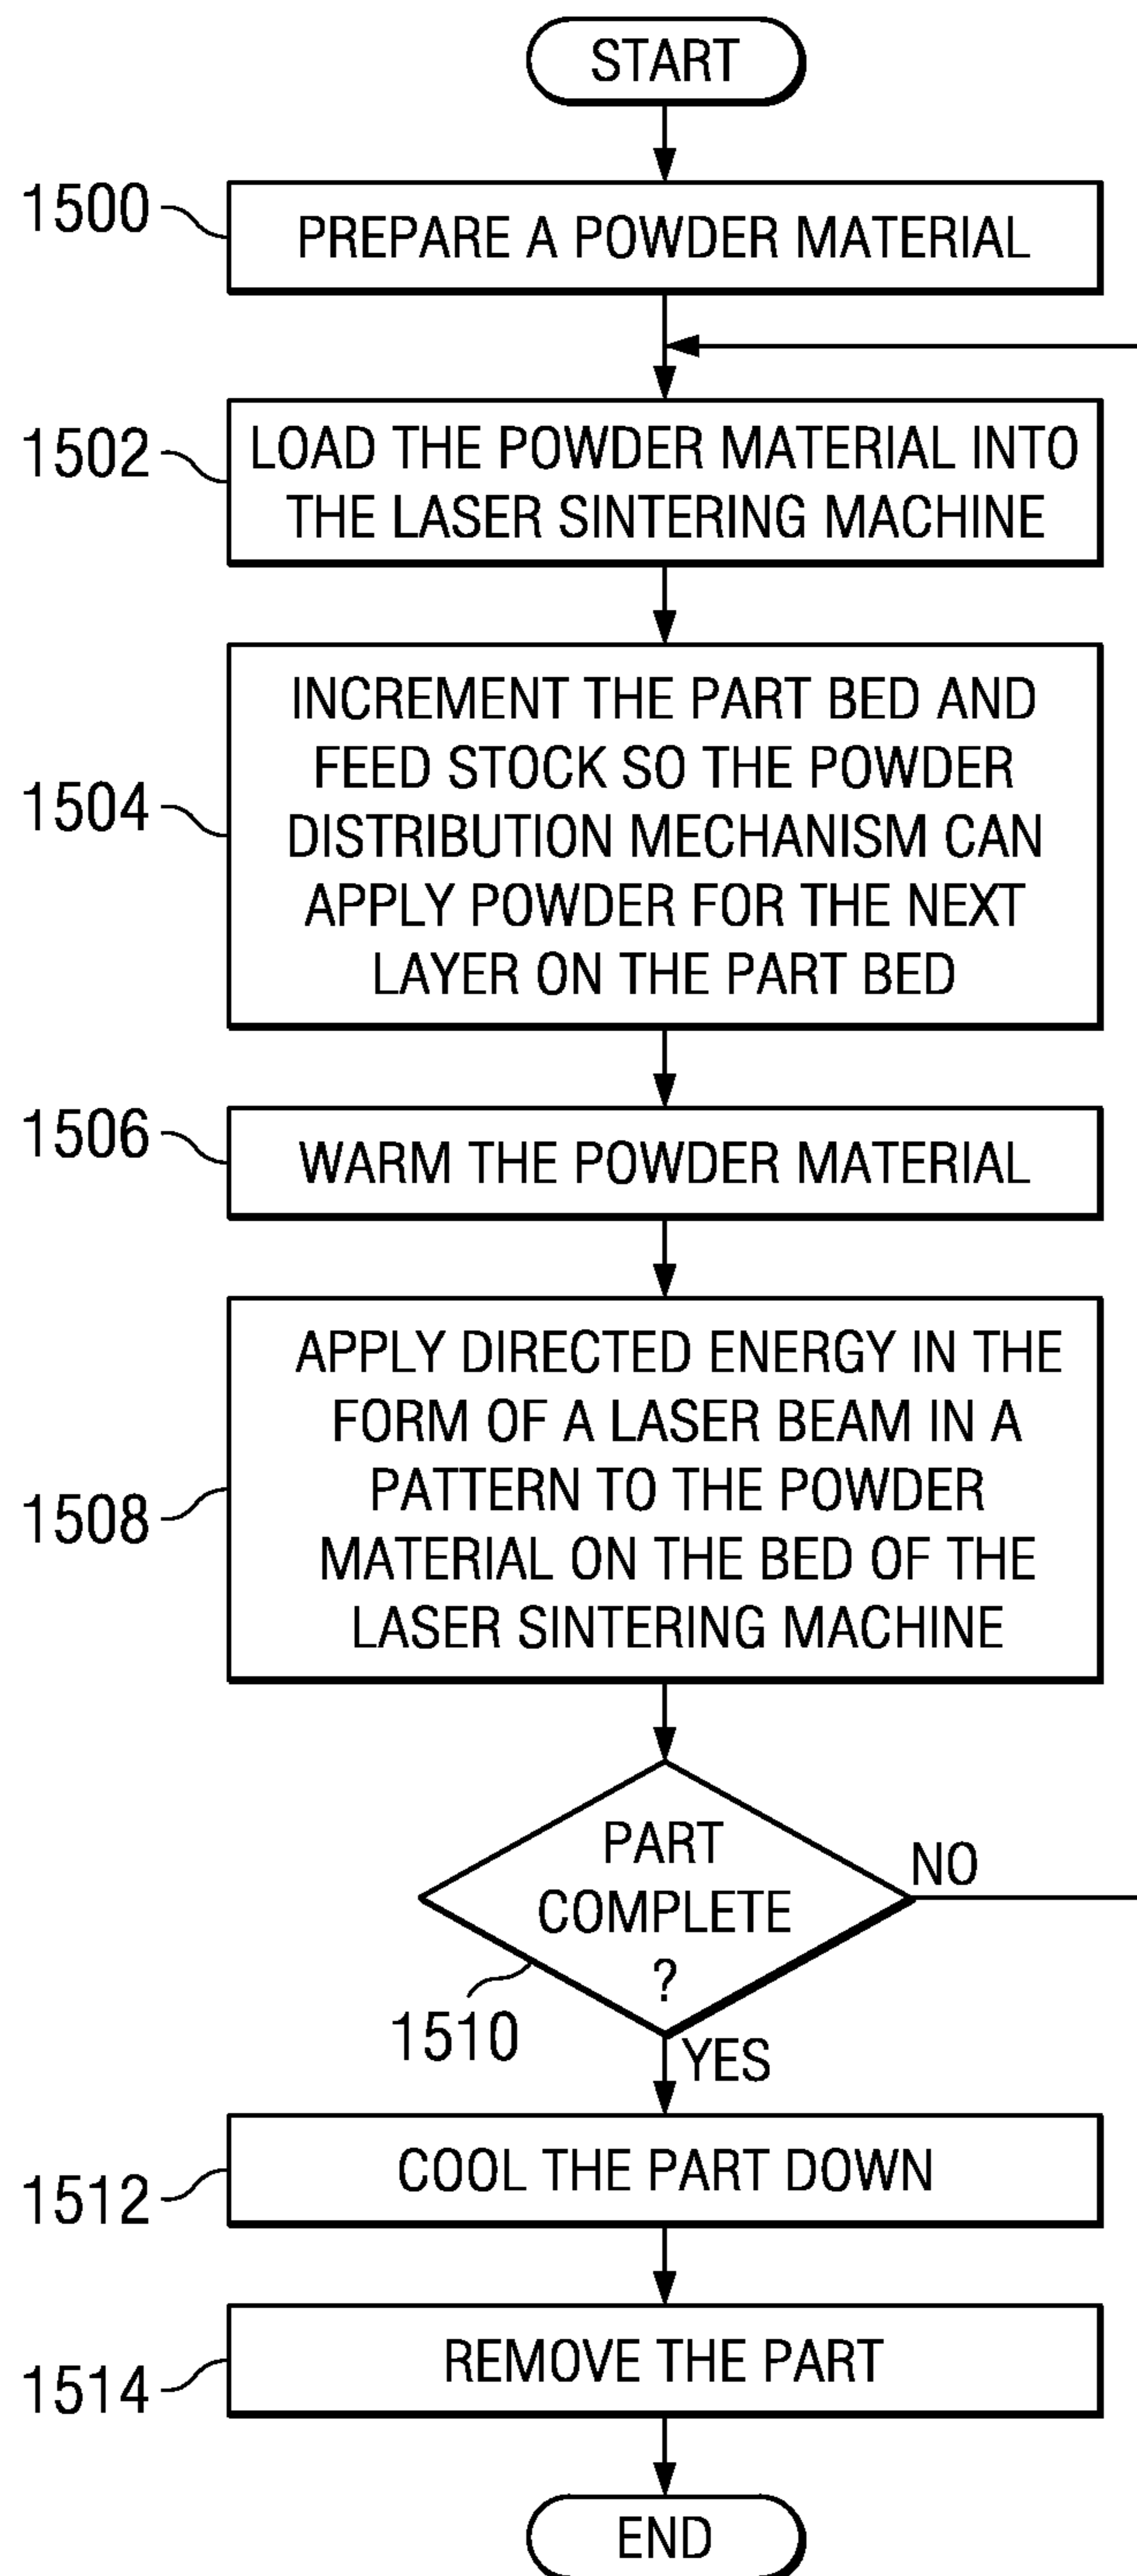 START
1500
PREPARE A POWDER MATERIAL
1502
LOAD THE POWDER MATERIAL INTO
THE LASER SINTERING MACHINE
1504
INCREMENT THE PART BED AND
FEED STOCK SO THE POWDER
DISTRIBUTION MECHANISM CAN
APPLY POWDER FOR THE NEXT
LAYER ON THE PART BED
1506
WARM THE POWDER MATERIAL
1508
APPLY DIRECTED ENERGY IN THE
FORM OF A LASER BEAM IN A
PATTERN TO THE POWDER
MATERIAL ON THE BED OF THE
LASER SINTERING MACHINE
PART
COMPLETE
?
NO
1510
YES
1512
COOL THE PART DOWN
1514
REMOVE THE PART
END